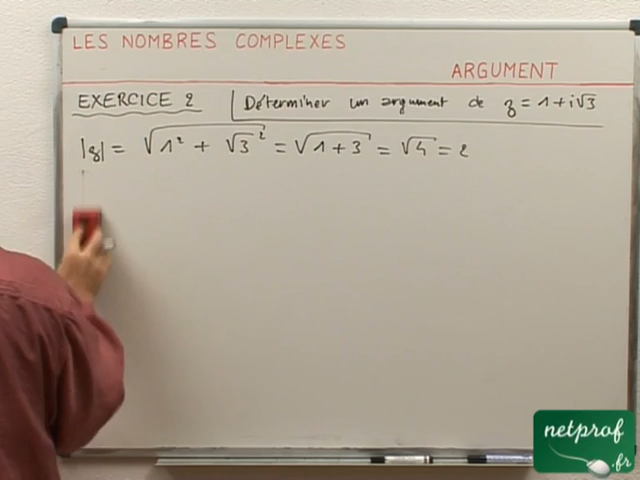 LES NOMBRES COMPLEXES
ARGUMENT
EXERCICE 2 Déterminer un argument de z = 1 + i√3
|z| = √(1² + √3²) = √(1 + 3) = √4 = 2
netprof
.fr